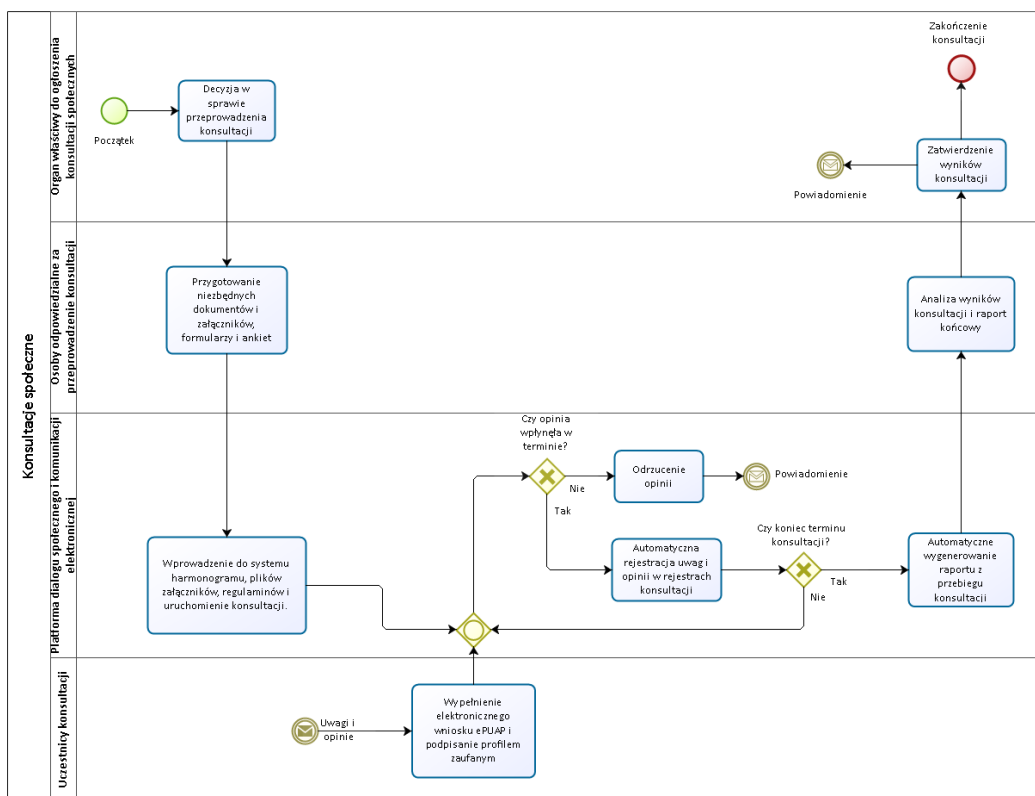 Konsultacje społeczne
Organ właściwy do ogłoszenia
konsultacji społecznych
Początek
Decyzja w
sprawie
przeprowadzenia
konsultacji
Zakończenie
konsultacji
Zatwierdzenie
wyników
konsultacji
Powiadomienie
Osoby odpowiedzialne za
przeprowadzenie konsultacji
Przygotowanie
niezbędnych
dokumentów i
załączników,
formularzy i ankiet
Analiza wyników
konsultacji i raport
końcowy
Platforma dialogu społecznego i komunikacji
elektronicznej
Wprowadzenie do systemu
harmonogramu, plików
załączników, regulaminów i
uruchomienie konsultacji.
Czy opinia
wpłynęła w
terminie?
Nie
Tak
Odrzucenie
opinii
Powiadomienie
Automatyczna
rejestracja uwag i
opinii w rejestrach
konsultacji
Czy koniec terminu
konsultacji?
Tak
Nie
Automatyczne
wygenerowanie
raportu z
przebiegu
konsultacji
Uczestnicy konsultacji
Uwagi i
opinie
Wypełnienie
elektronicznego
wniosku ePUAP i
podpisanie profilem
zaufanym